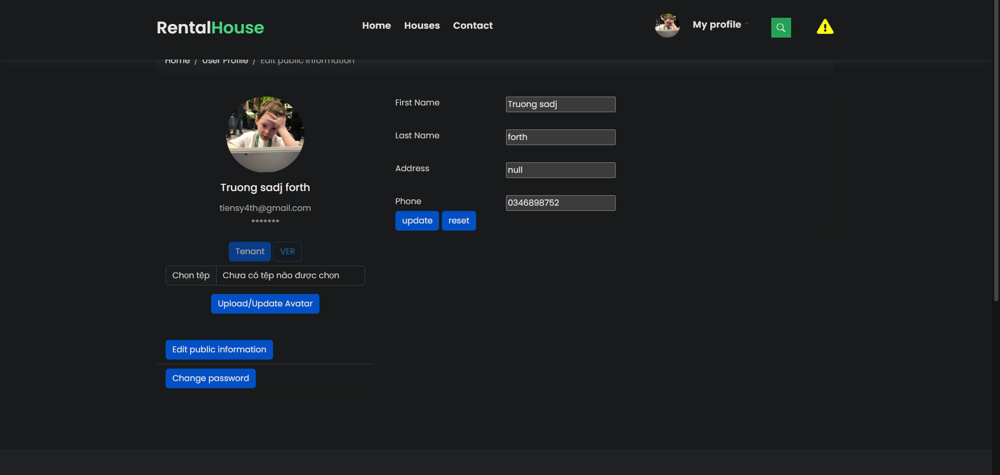 RentalHouse
Home Houses Contact
My profile
Home / User Profile / Edit public information
Truong sadj forth
tiensy4th@gmail.com
*******
Tenant VER
Chọn tệp Chưa có tệp nào được chọn
Upload/Update Avatar
Edit public information
Change password
First Name Truong sadj
Last Name forth
Address null
Phone 0346898752
update reset